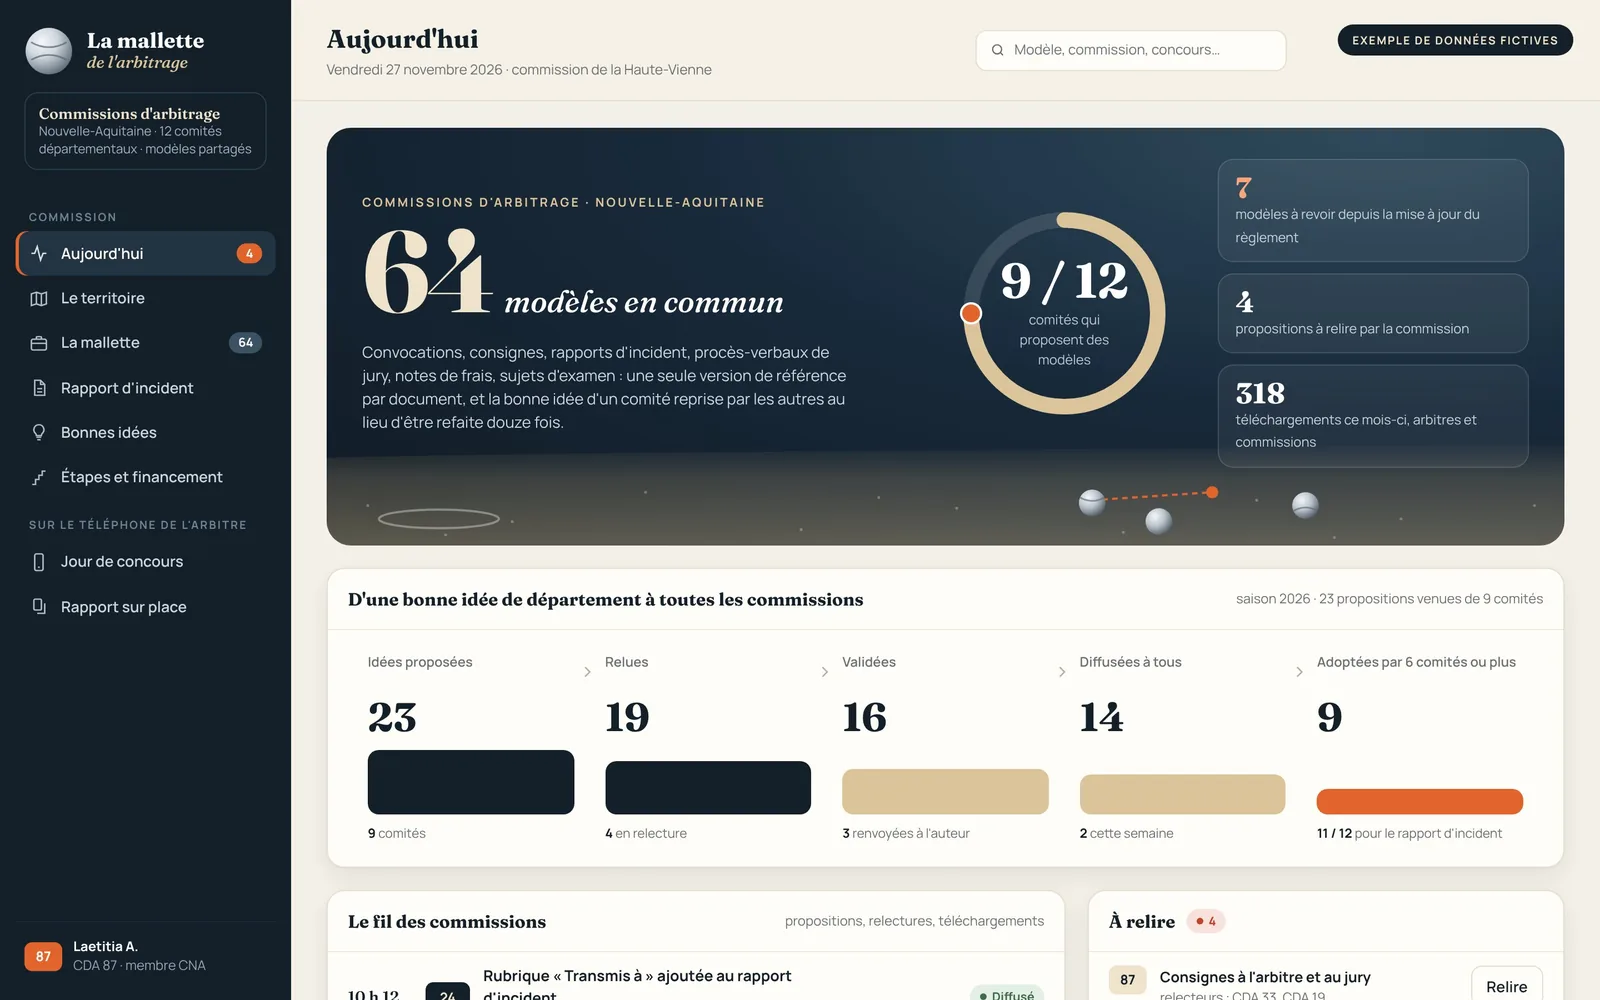 La mallette
de l'arbitrage
Commissions d'arbitrage
Nouvelle-Aquitaine · 12 comités
départementaux · modèles partagés
COMMISSION
Aujourd'hui 4
Le territoire
La mallette 64
Rapport d'incident
Bonnes idées
Étapes et financement
SUR LE TÉLÉPHONE DE L'ARBITRE
Jour de concours
Rapport sur place
87
Laetitia A.
CDA 87 · membre CNA
Aujourd'hui
Vendredi 27 novembre 2026 · commission de la Haute-Vienne
Modèle, commission, concours...
EXEMPLE DE DONNÉES FICTIVES
COMMISSIONS D'ARBITRAGE · NOUVELLE-AQUITAINE
64 modèles en commun
Convocations, consignes, rapports d'incident, procès-verbaux de
jury, notes de frais, sujets d'examen : une seule version de référence
par document, et la bonne idée d'un comité reprise par les autres au
lieu d'être refaite douze fois.
9 / 12
comités qui
proposent des
modèles
7
modèles à revoir depuis la mise à jour du
règlement
4
propositions à relire par la commission
318
téléchargements ce mois-ci, arbitres et
commissions
D'une bonne idée de département à toutes les commissions
saison 2026 · 23 propositions venues de 9 comités
Idées proposées
23
9 comités
Relues
19
4 en relecture
Validées
16
3 renvoyées à l'auteur
Diffusées à tous
14
2 cette semaine
Adoptées par 6 comités ou plus
9
11 / 12 pour le rapport d'incident
Le fil des commissions
propositions, relectures, téléchargements
10 h 12
24
Rubrique « Transmis à » ajoutée au rapport
d'incident
Diffusé
À relire
4
87
Consignes à l'arbitre et au jury
relecteurs : CDA 33, CDA 19
Relire